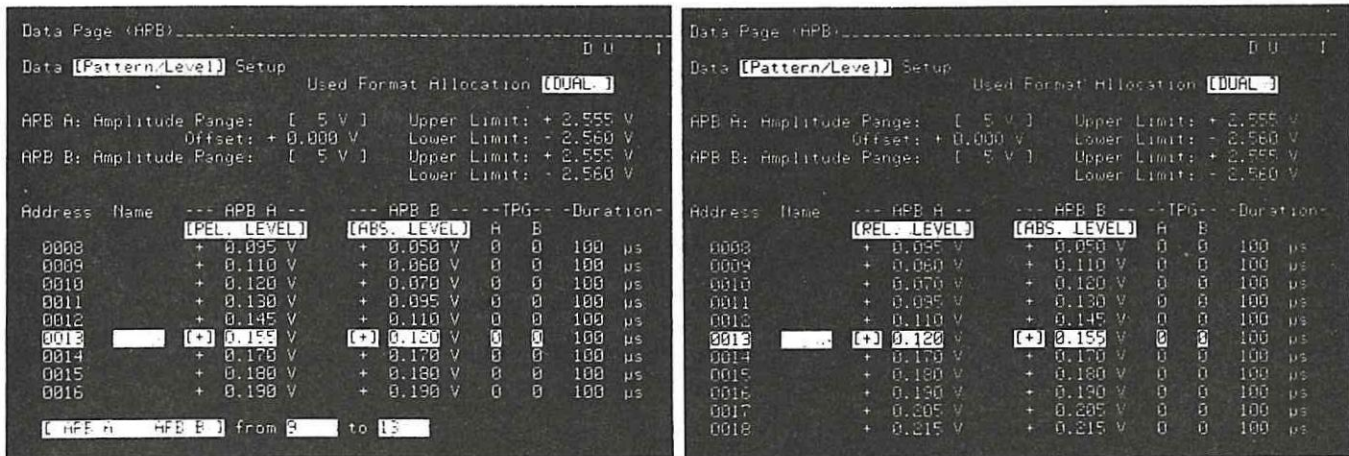 Data Page (ARB)
D U I
Data [Pattern/Level] Setup
Used Format Allocation [DUAL ]
ARB A: Amplitude Range: [ 5 V ] Upper Limit: + 2.555 V
Offset: + 0.000 V Lower Limit: - 2.560 V
ARB B: Amplitude Range: [ 5 V ] Upper Limit: + 2.555 V
Lower Limit: - 2.560 V
Address Name --- ARB A --- --- ARB B --- --TPG-- -Duration-
[REL. LEVEL] [ABS. LEVEL] A B
0008 + 0.095 V + 0.050 V 0 0 100 µs
0009 + 0.110 V + 0.060 V 0 0 100 µs
0010 + 0.120 V + 0.070 V 0 0 100 µs
0011 + 0.130 V + 0.095 V 0 0 100 µs
0012 + 0.145 V + 0.110 V 0 0 100 µs
0013 [+] 0.155 V [+] 0.120 V 0 0 100 µs
0014 + 0.170 V + 0.170 V 0 0 100 µs
0015 + 0.180 V + 0.180 V 0 0 100 µs
0016 + 0.190 V + 0.190 V 0 0 100 µs
[ ARB A ARB B ] from 9 to 13
Data Page (ARB)
D U I
Data [Pattern/Level] Setup
Used Format Allocation [DUAL ]
ARB A: Amplitude Range: [ 5 V ] Upper Limit: + 2.555 V
Offset: + 0.000 V Lower Limit: - 2.560 V
ARB B: Amplitude Range: [ 5 V ] Upper Limit: + 2.555 V
Lower Limit: - 2.560 V
Address Name --- ARB A --- --- ARB B --- --TPG-- -Duration-
[REL. LEVEL] [ABS. LEVEL] A B
0008 + 0.095 V + 0.050 V 0 0 100 µs
0009 + 0.060 V + 0.110 V 0 0 100 µs
0010 + 0.070 V + 0.120 V 0 0 100 µs
0011 + 0.095 V + 0.130 V 0 0 100 µs
0012 + 0.110 V + 0.145 V 0 0 100 µs
0013 [+] 0.120 V [+] 0.155 V 0 0 100 µs
0014 + 0.170 V + 0.170 V 0 0 100 µs
0015 + 0.180 V + 0.180 V 0 0 100 µs
0016 + 0.190 V + 0.190 V 0 0 100 µs
0017 + 0.205 V + 0.205 V 0 0 100 µs
0018 + 0.215 V + 0.215 V 0 0 100 µs